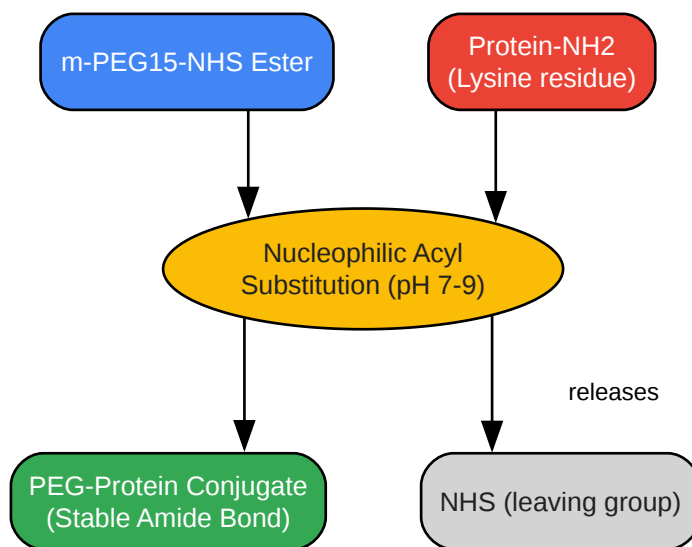 m-PEG15-NHS Ester
Protein-NH2
(Lysine residue)
Nucleophilic Acyl
Substitution (pH 7-9)
releases
PEG-Protein Conjugate
(Stable Amide Bond)
NHS (leaving group)